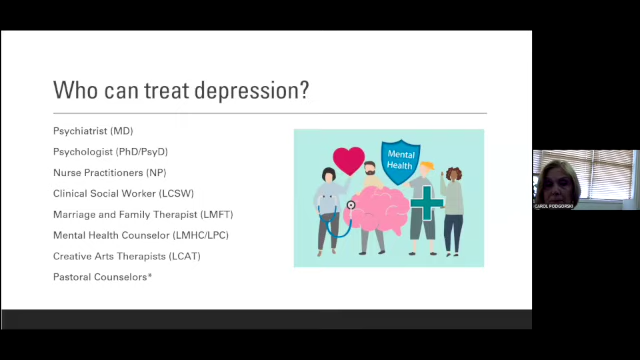 Who can treat depression?
Psychiatrist (MD)
Psychologist (PhD/PsyD)
Nurse Practitioners (NP)
Clinical Social Worker (LCSW)
Marriage and Family Therapist (LMFT)
Mental Health Counselor (LMHC/LPC)
Creative Arts Therapists (LCAT)
Pastoral Counselors*
Mental
Health
CAROL PODGORSKI